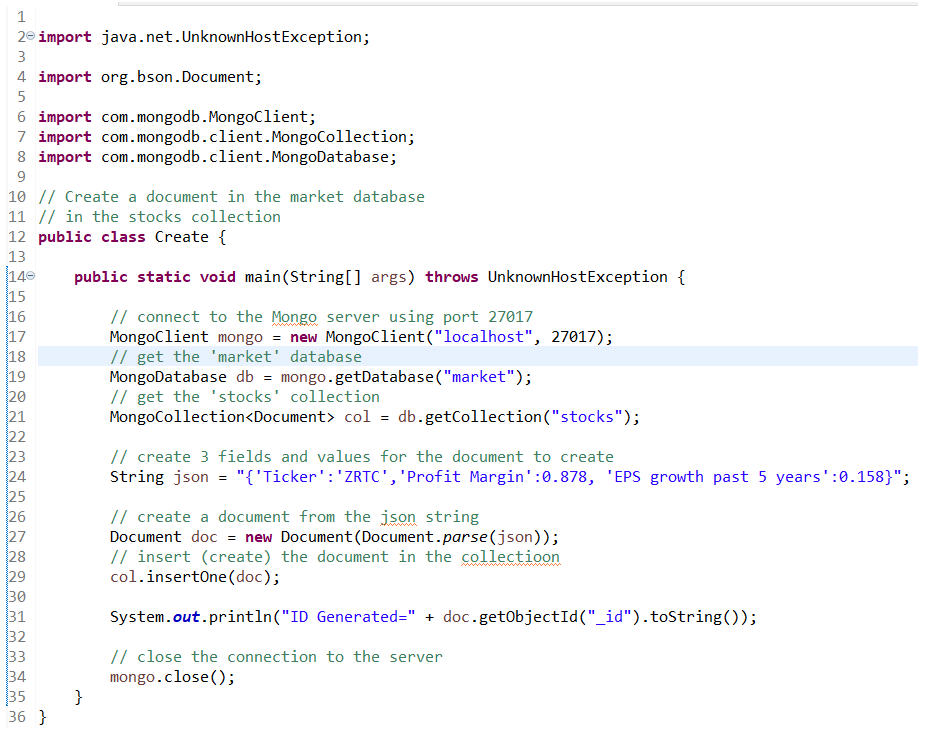 1
2 import java.net.UnknownHostException;
3
4 import org.bson.Document;
5
6 import com.mongodb.MongoClient;
7 import com.mongodb.client.MongoCollection;
8 import com.mongodb.client.MongoDatabase;
9
10 // Create a document in the market database
11 // in the stocks collection
12 public class Create {
13
14     public static void main(String[] args) throws UnknownHostException {
15
16         // connect to the Mongo server using port 27017
17         MongoClient mongo = new MongoClient("localhost", 27017);
18         // get the 'market' database
19         MongoDatabase db = mongo.getDatabase("market");
20         // get the 'stocks' collection
21         MongoCollection<Document> col = db.getCollection("stocks");
22
23         // create 3 fields and values for the document to create
24         String json = "{'Ticker':'ZRTC','Profit Margin':0.878, 'EPS growth past 5 years':0.158}";
25
26         // create a document from the json string
27         Document doc = new Document(Document.parse(json));
28         // insert (create) the document in the collectioon
29         col.insertOne(doc);
30
31         System.out.println("ID Generated=" + doc.getObjectId("_id").toString());
32
33         // close the connection to the server
34         mongo.close();
35     }
36 }